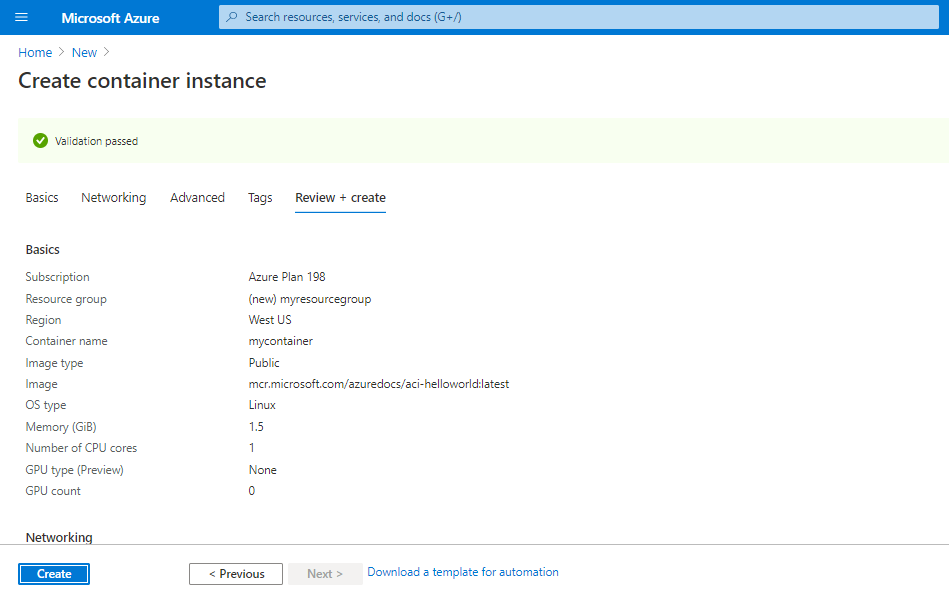 Microsoft Azure
Search resources, services, and docs (G+/)
Home > New >
Create container instance
Validation passed
Basics Networking Advanced Tags Review + create
Basics
Subscription Azure Plan 198
Resource group (new) myresourcegroup
Region West US
Container name mycontainer
Image type Public
Image mcr.microsoft.com/azuredocs/aci-helloworld:latest
OS type Linux
Memory (GiB) 1.5
Number of CPU cores 1
GPU type (Preview) None
GPU count 0
Networking
Create < Previous Next > Download a template for automation